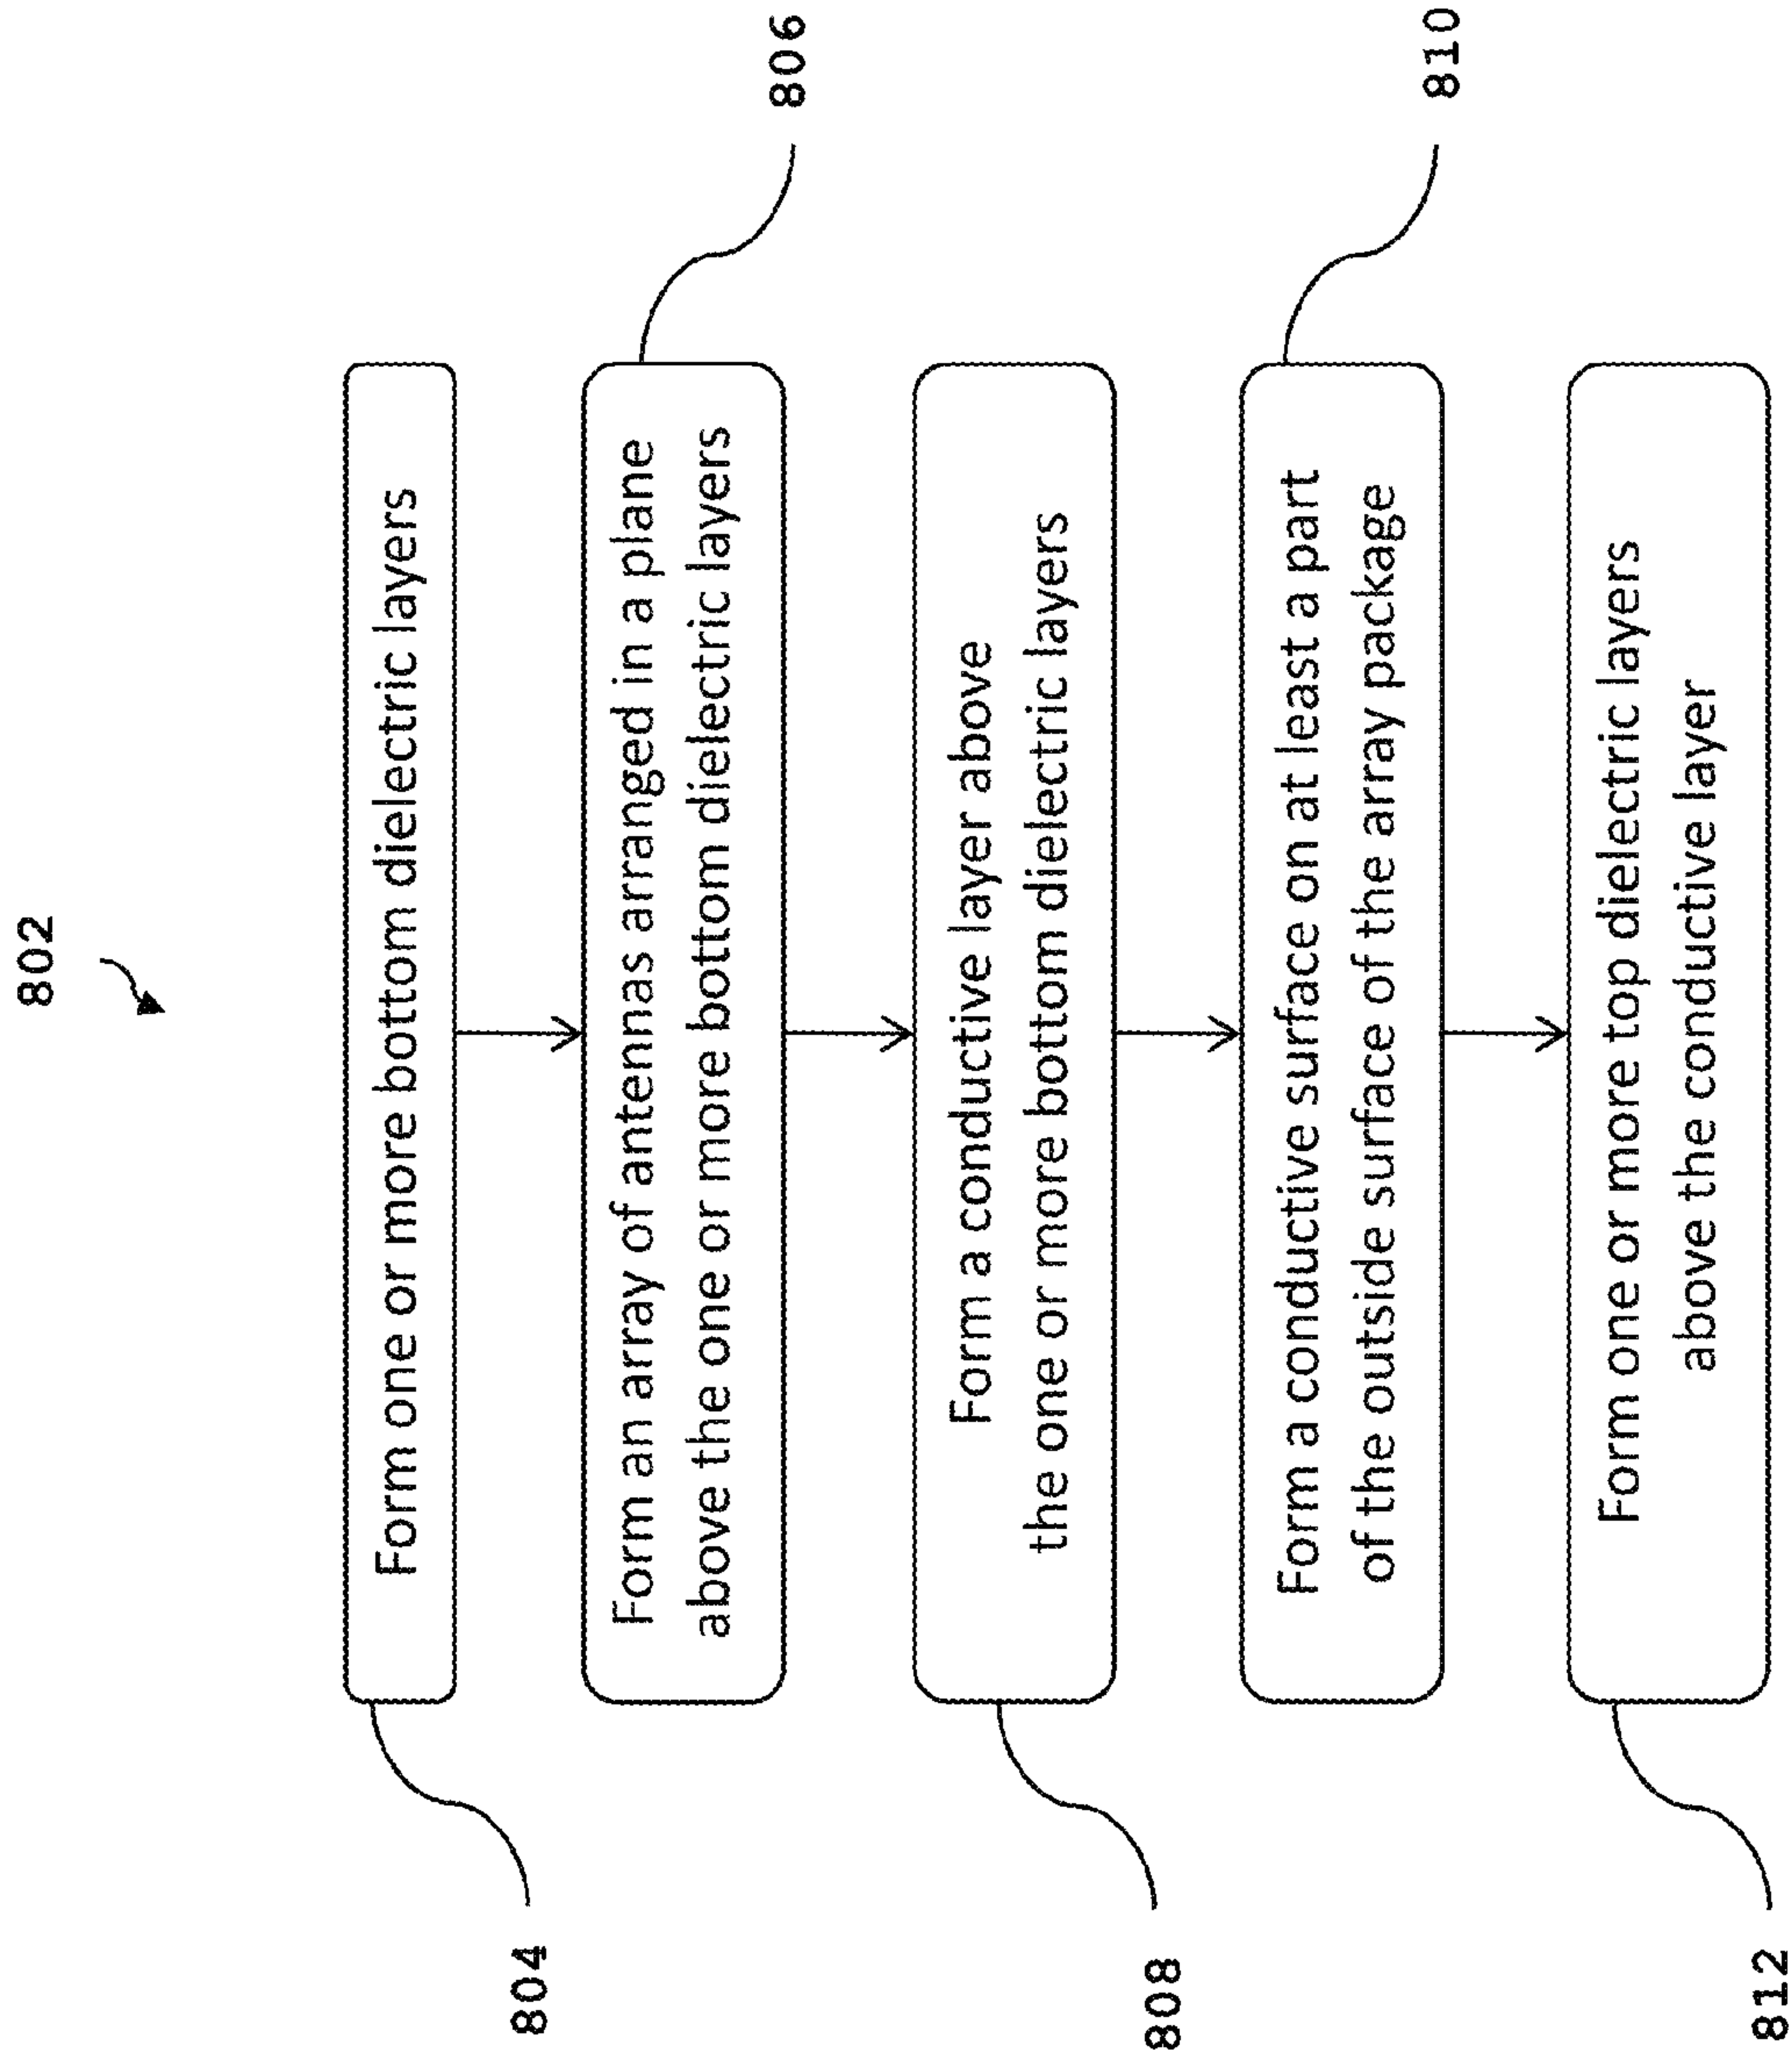 802
804
Form one or more bottom dielectric layers
Form an array of antennas arranged in a plane
above the one or more bottom dielectric layers
806
808
Form a conductive layer above
the one or more bottom dielectric layers
Form a conductive surface on at least a part
of the outside surface of the array package
810
812
Form one or more top dielectric layers
above the conductive layer